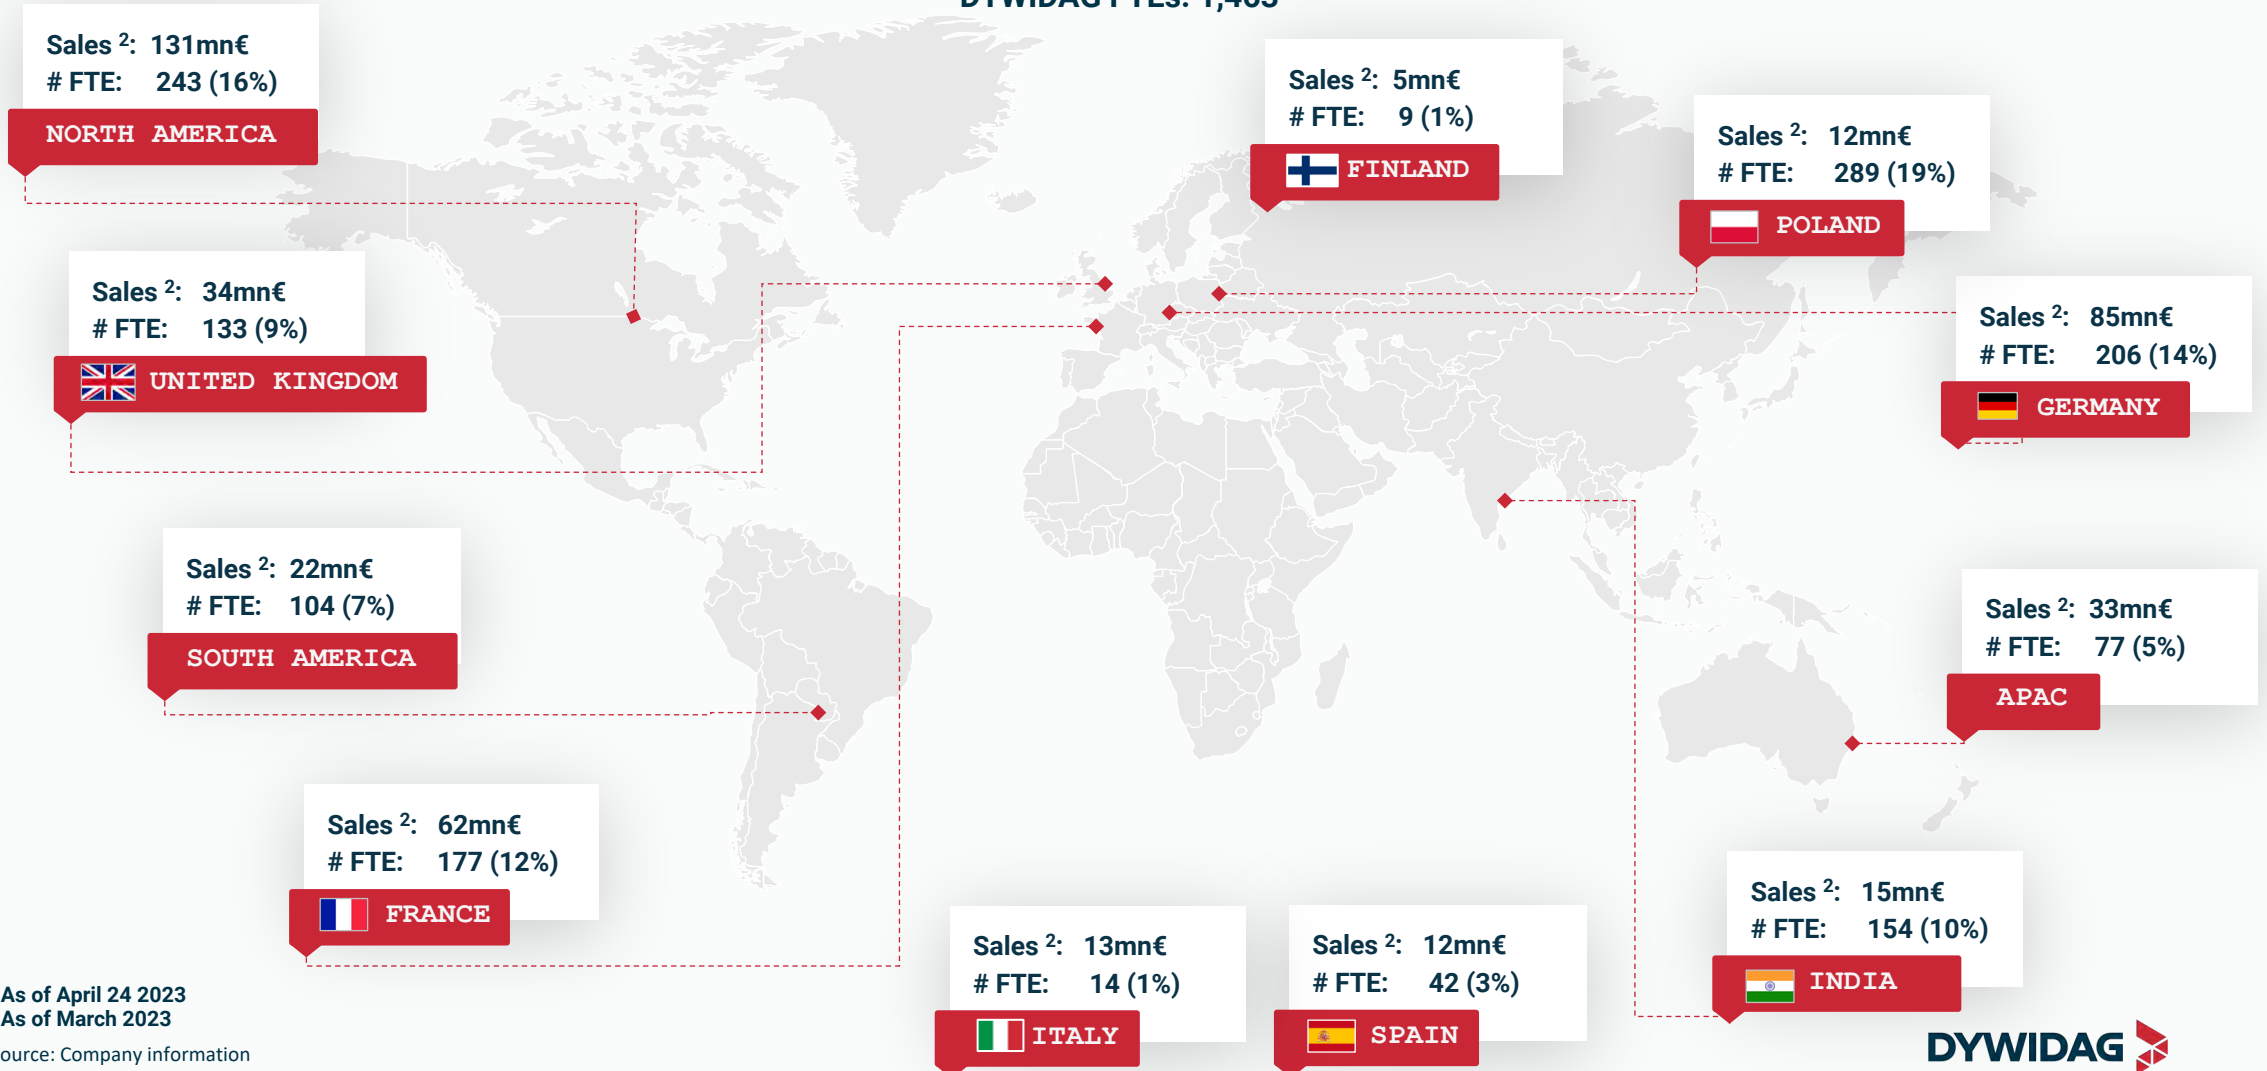 Sales ²: 131mn€
# FTE: 243 (16%)
NORTH AMERICA
Sales ²: 5mn€
# FTE: 9 (1%)
FINLAND
Sales ²: 12mn€
# FTE: 289 (19%)
POLAND
Sales ²: 34mn€
# FTE: 133 (9%)
UNITED KINGDOM
Sales ²: 85mn€
# FTE: 206 (14%)
GERMANY
Sales ²: 22mn€
# FTE: 104 (7%)
SOUTH AMERICA
Sales ²: 33mn€
# FTE: 77 (5%)
APAC
Sales ²: 62mn€
# FTE: 177 (12%)
FRANCE
Sales ²: 13mn€
# FTE: 14 (1%)
ITALY
Sales ²: 12mn€
# FTE: 42 (3%)
SPAIN
Sales ²: 15mn€
# FTE: 154 (10%)
INDIA
As of April 24 2023
As of March 2023
ource: Company information
DYWIDAG